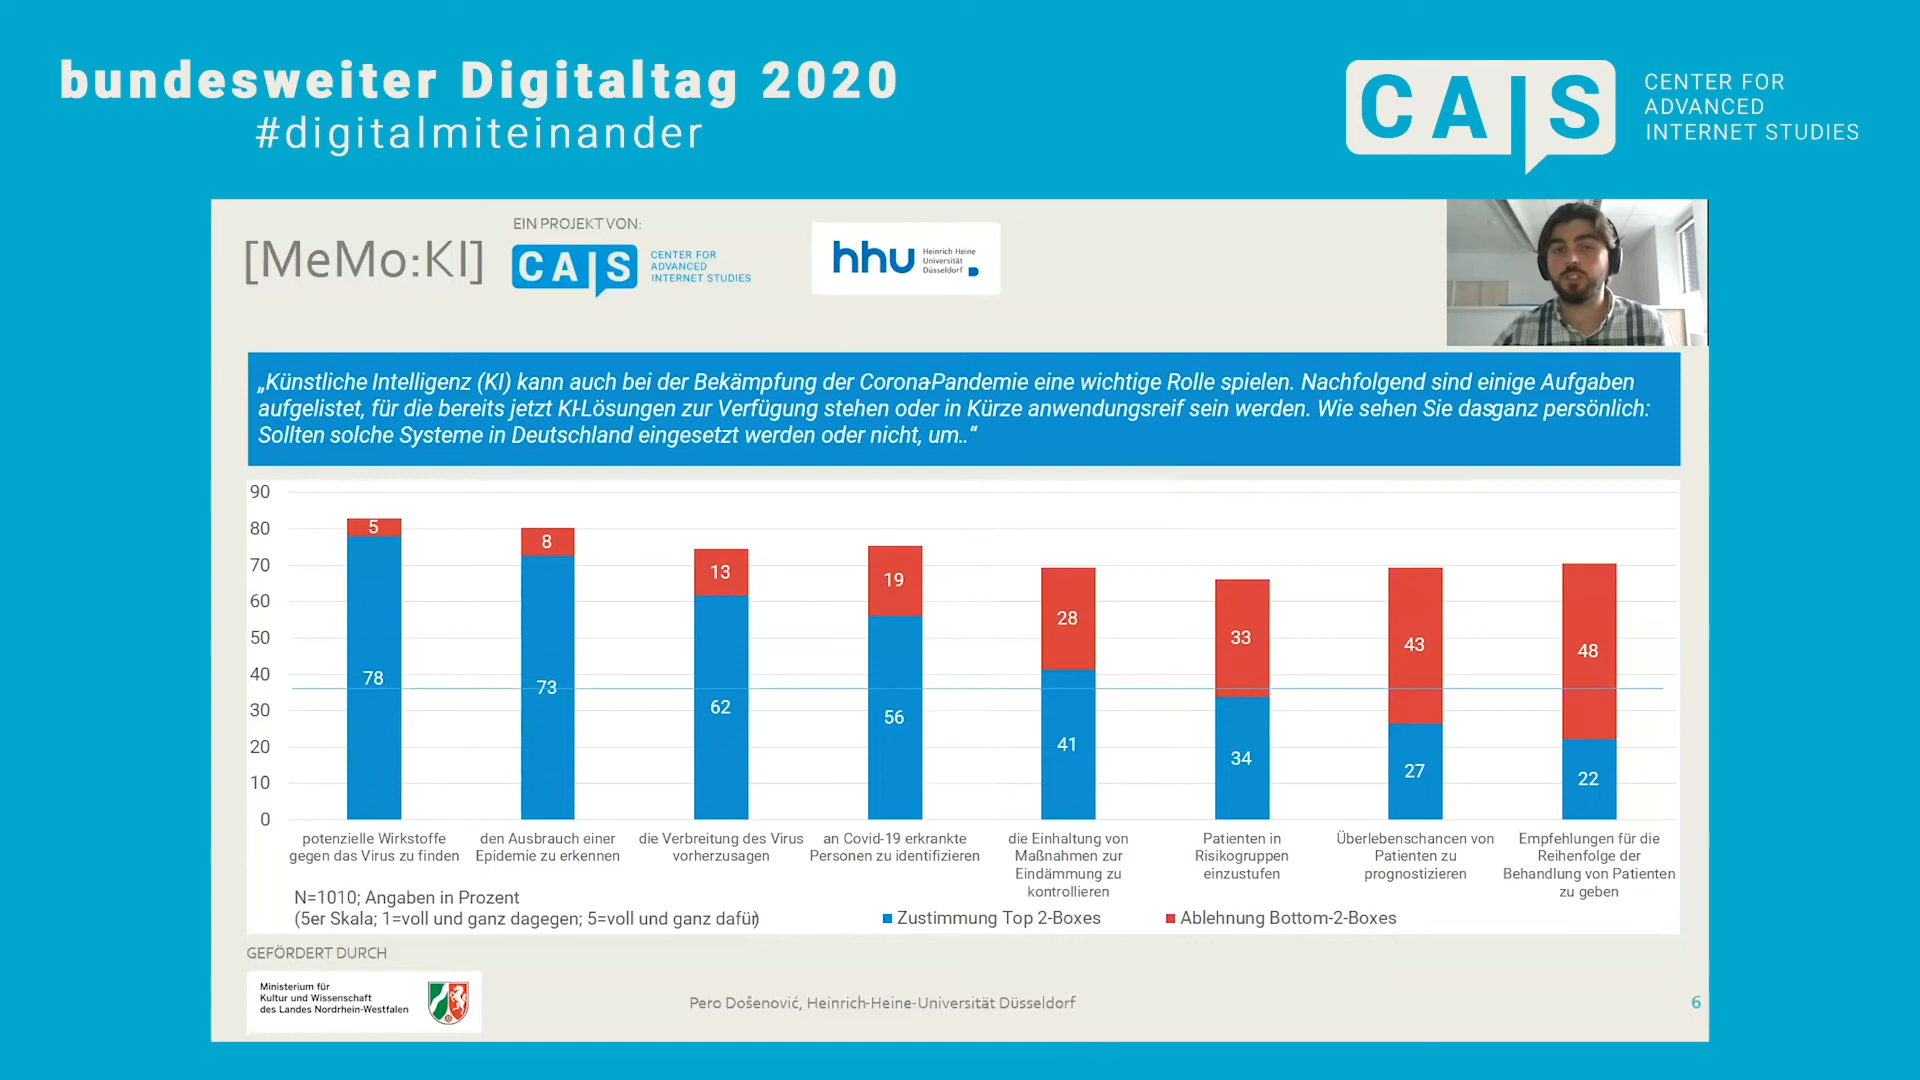 bundesweiter Digitaltag 2020
#digitalmiteinander
CAIS
CENTER FOR
ADVANCED
INTERNET STUDIES
[MeMo:KI]
EIN PROJEKT VON:
CAIS
CENTER FOR
ADVANCED
INTERNET STUDIES
hhu
Heinrich Heine
Universität
Düsseldorf
„Künstliche Intelligenz (KI) kann auch bei der Bekämpfung der Corona-Pandemie eine wichtige Rolle spielen. Nachfolgend sind einige Aufgaben
aufgelistet, für die bereits jetzt KI-Lösungen zur Verfügung stehen oder in Kürze anwendungsreif sein werden. Wie sehen Sie dasganz persönlich:
Sollten solche Systeme in Deutschland eingesetzt werden oder nicht, um..“
90
80
70
60
50
40
30
20
10
0
5
78
8
73
13
62
19
56
28
41
33
34
43
27
48
22
potenzielle Wirkstoffe
gegen das Virus zu finden
den Ausbrauch einer
Epidemie zu erkennen
die Verbreitung des Virus
vorherzusagen
an Covid-19 erkrankte
Personen zu identifizieren
die Einhaltung von
Maßnahmen zur
Eindämmung zu
kontrollieren
Patienten in
Risikogruppen
einzustufen
Überlebenschancen von
Patienten zu
prognostizieren
Empfehlungen für die
Reihenfolge der
Behandlung von Patienten
zu geben
N=1010; Angaben in Prozent
(5er Skala; 1=voll und ganz dagegen; 5=voll und ganz dafür)
Zustimmung Top 2-Boxes
Ablehnung Bottom-2-Boxes
GEFÖRDERT DURCH
Ministerium für
Kultur und Wissenschaft
des Landes Nordrhein-Westfalen
Pero Došenović, Heinrich-Heine-Universität Düsseldorf
6